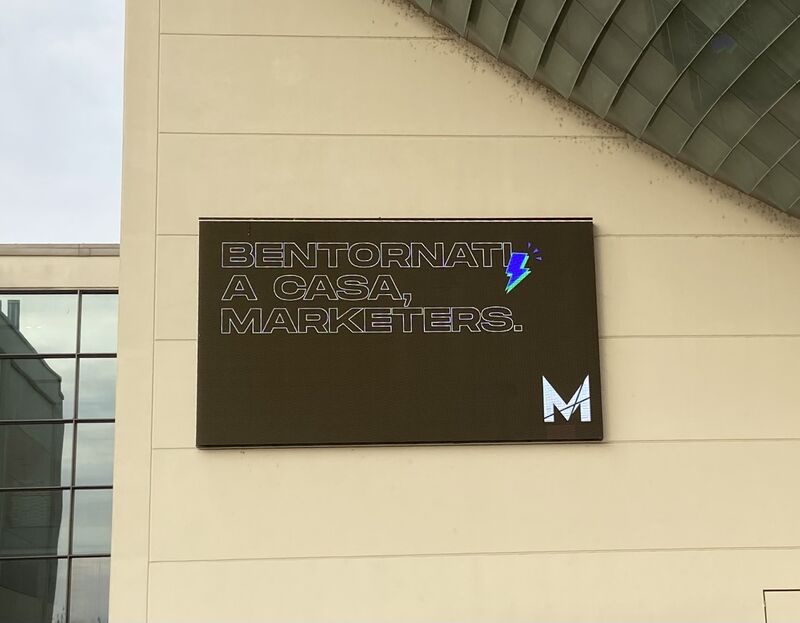 BENTORNATI
A CASA,
MARKETERS.
M